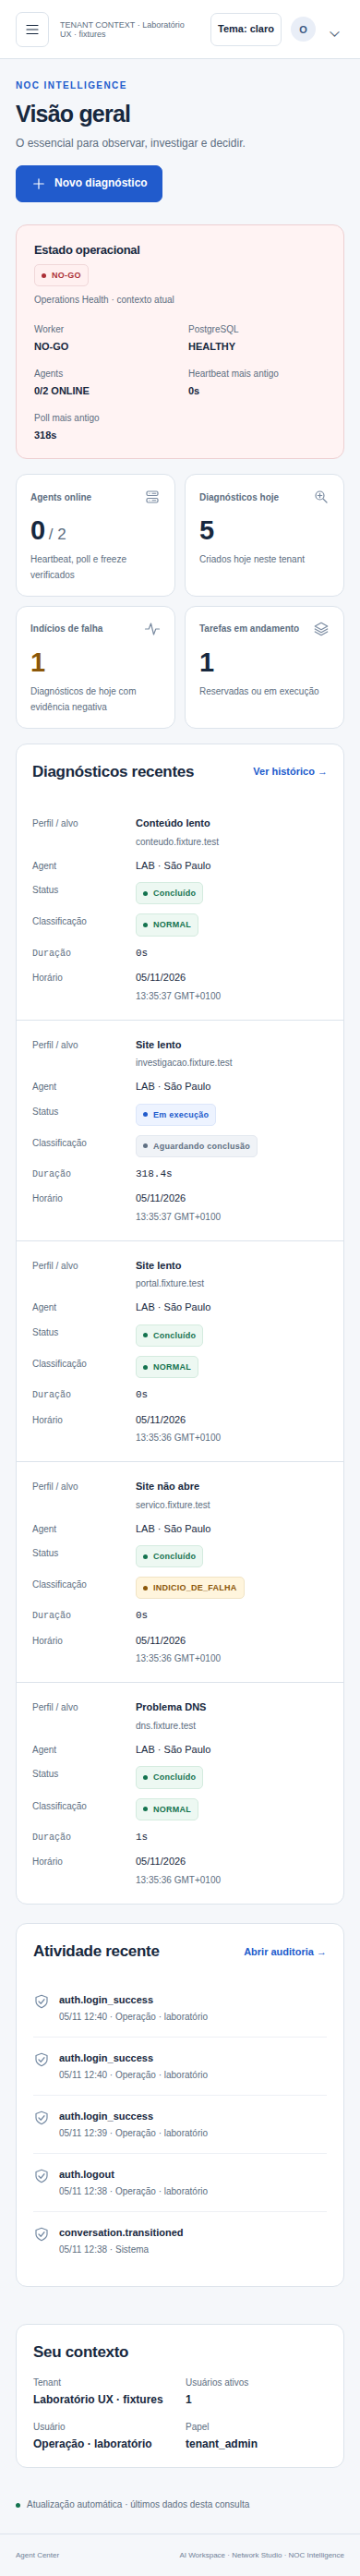 TENANT CONTEXT · Laboratório
UX · fixtures
Tema: claro
O
NOC INTELLIGENCE
Visão geral
O essencial para observar, investigar e decidir.
Novo diagnóstico
Estado operacional
NO-GO
Operations Health · contexto atual
Worker
NO-GO
PostgreSQL
HEALTHY
Agents
0/2 ONLINE
Heartbeat mais antigo
0s
Poll mais antigo
318s
Agents online
0 / 2
Heartbeat, poll e freeze
verificados
Diagnósticos hoje
5
Criados hoje neste tenant
Indícios de falha
1
Diagnósticos de hoje com
evidência negativa
Tarefas em andamento
1
Reservadas ou em execução
Diagnósticos recentes
Ver histórico →
Perfil / alvo
Conteúdo lento
conteudo.fixture.test
Agent
LAB · São Paulo
Status
Concluído
Classificação
NORMAL
Duração
0s
Horário
05/11/2026
13:35:37 GMT+0100
Perfil / alvo
Site lento
investigacao.fixture.test
Agent
LAB · São Paulo
Status
Em execução
Classificação
Aguardando conclusão
Duração
318.4s
Horário
05/11/2026
13:35:37 GMT+0100
Perfil / alvo
Site lento
portal.fixture.test
Agent
LAB · São Paulo
Status
Concluído
Classificação
NORMAL
Duração
0s
Horário
05/11/2026
13:35:36 GMT+0100
Perfil / alvo
Site não abre
servico.fixture.test
Agent
LAB · São Paulo
Status
Concluído
Classificação
INDICIO_DE_FALHA
Duração
0s
Horário
05/11/2026
13:35:36 GMT+0100
Perfil / alvo
Problema DNS
dns.fixture.test
Agent
LAB · São Paulo
Status
Concluído
Classificação
NORMAL
Duração
1s
Horário
05/11/2026
13:35:36 GMT+0100
Atividade recente
Abrir auditoria →
auth.login_success
05/11 12:40 · Operação · laboratório
auth.login_success
05/11 12:40 · Operação · laboratório
auth.login_success
05/11 12:39 · Operação · laboratório
auth.logout
05/11 12:38 · Operação · laboratório
conversation.transitioned
05/11 12:38 · Sistema
Seu contexto
Tenant
Laboratório UX · fixtures
Usuários ativos
1
Usuário
Operação · laboratório
Papel
tenant_admin
Atualização automática · últimos dados desta consulta
Agent Center
AI Workspace · Network Studio · NOC Intelligence